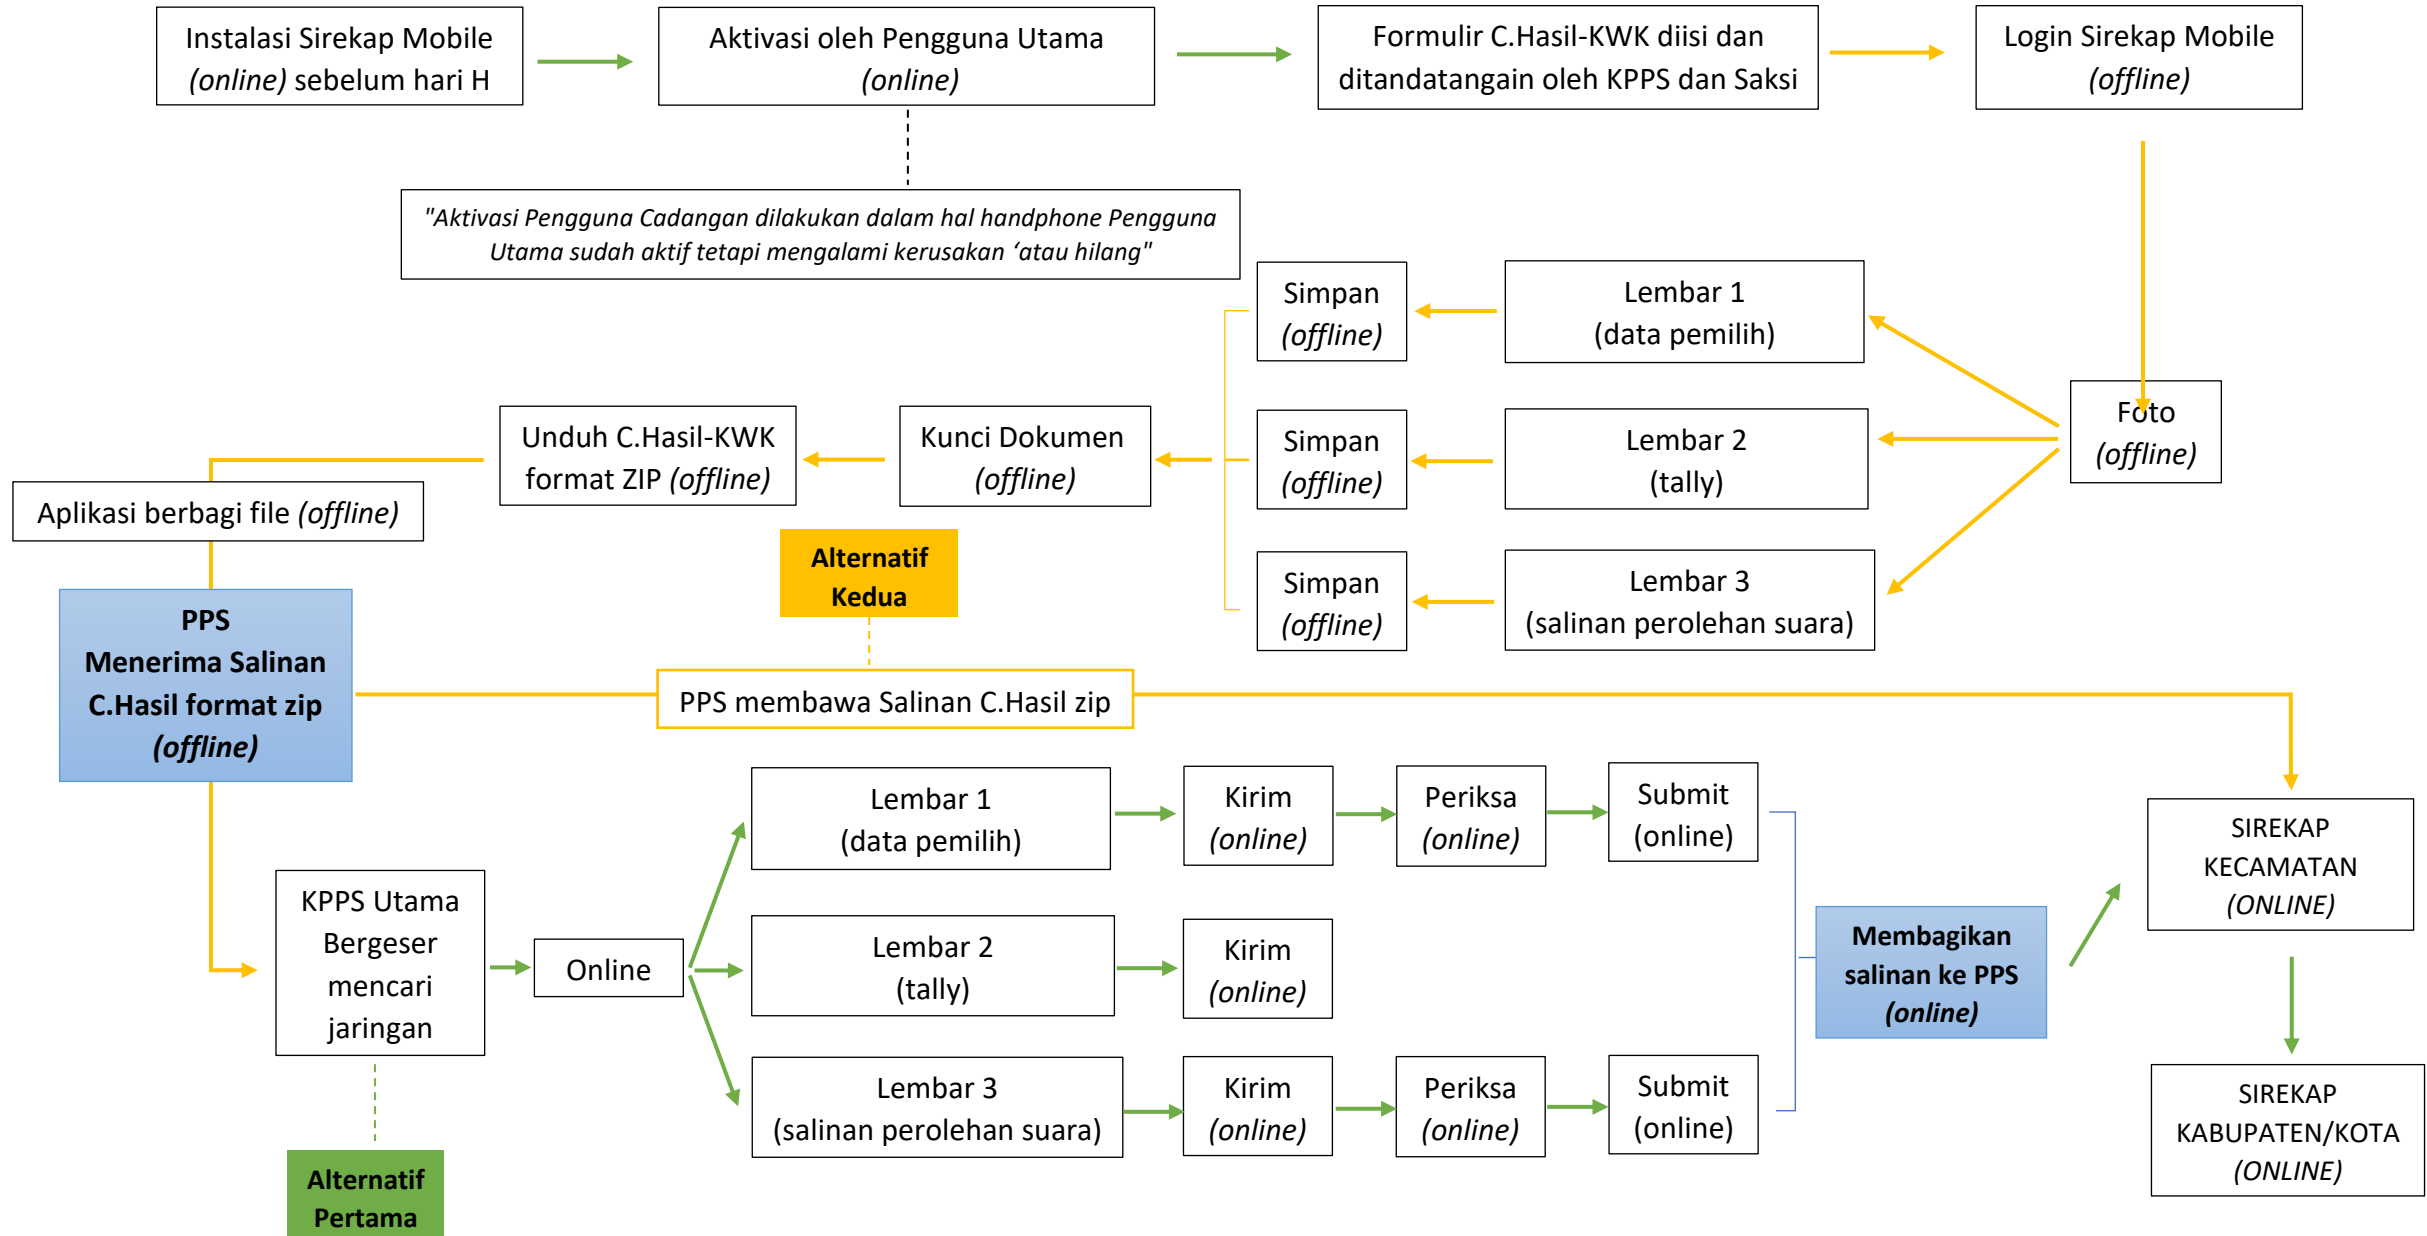 Instalasi Sirekap Mobile
(online) sebelum hari H
Aktivasi oleh Pengguna Utama
(online)
Formulir C.Hasil-KWK diisi dan
ditandatangain oleh KPPS dan Saksi
Login Sirekap Mobile
(offline)
"Aktivasi Pengguna Cadangan dilakukan dalam hal handphone Pengguna
Utama sudah aktif tetapi mengalami kerusakan ‘atau hilang"
Foto
(offline)
Lembar 1
(data pemilih)
Simpan
(offline)
Lembar 2
(tally)
Simpan
(offline)
Lembar 3
(salinan perolehan suara)
Simpan
(offline)
Kunci Dokumen
(offline)
Unduh C.Hasil-KWK
format ZIP (offline)
Aplikasi berbagi file (offline)
PPS
Menerima Salinan
C.Hasil format zip
(offline)
Alternatif
Kedua
PPS membawa Salinan C.Hasil zip
KPPS Utama
Bergeser
mencari
jaringan
Alternatif
Pertama
Online
Lembar 1
(data pemilih)
Kirim
(online)
Periksa
(online)
Submit
(online)
Lembar 2
(tally)
Kirim
(online)
Lembar 3
(salinan perolehan suara)
Kirim
(online)
Periksa
(online)
Submit
(online)
Membagikan
salinan ke PPS
(online)
SIREKAP
KECAMATAN
(ONLINE)
SIREKAP
KABUPATEN/KOTA
(ONLINE)